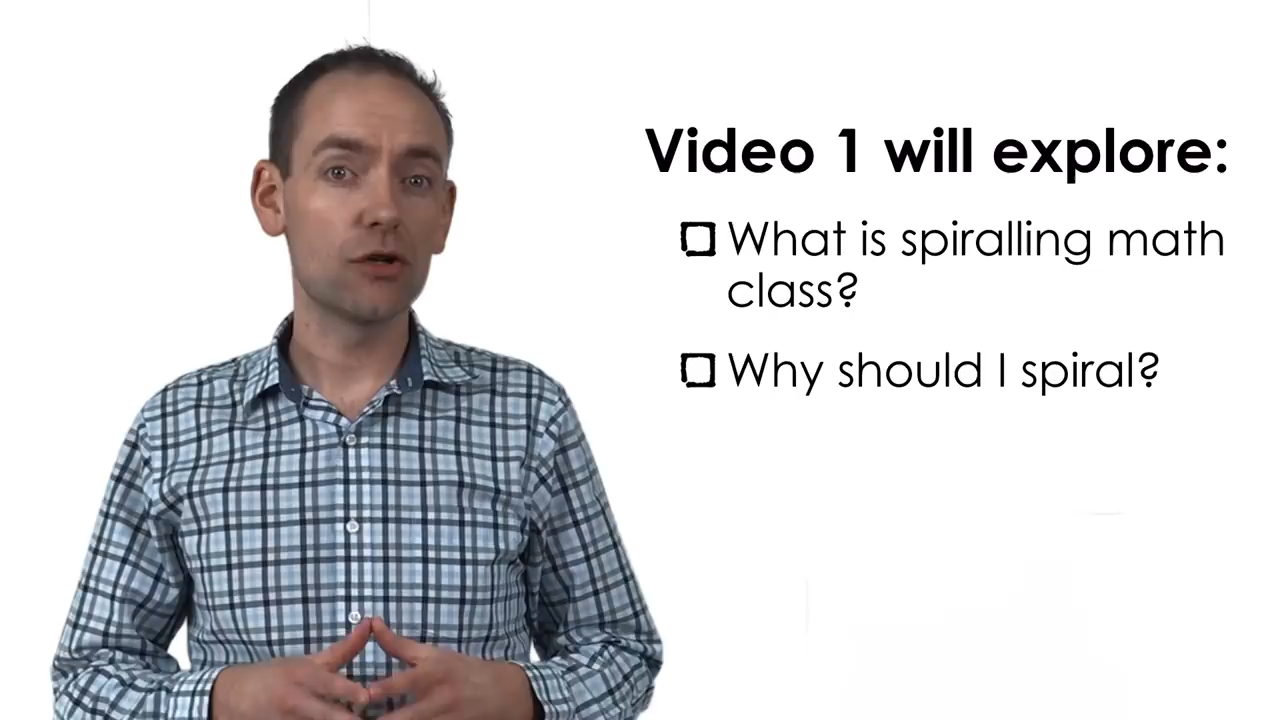 Video 1 will explore:
What is spiralling math
class?
Why should I spiral?